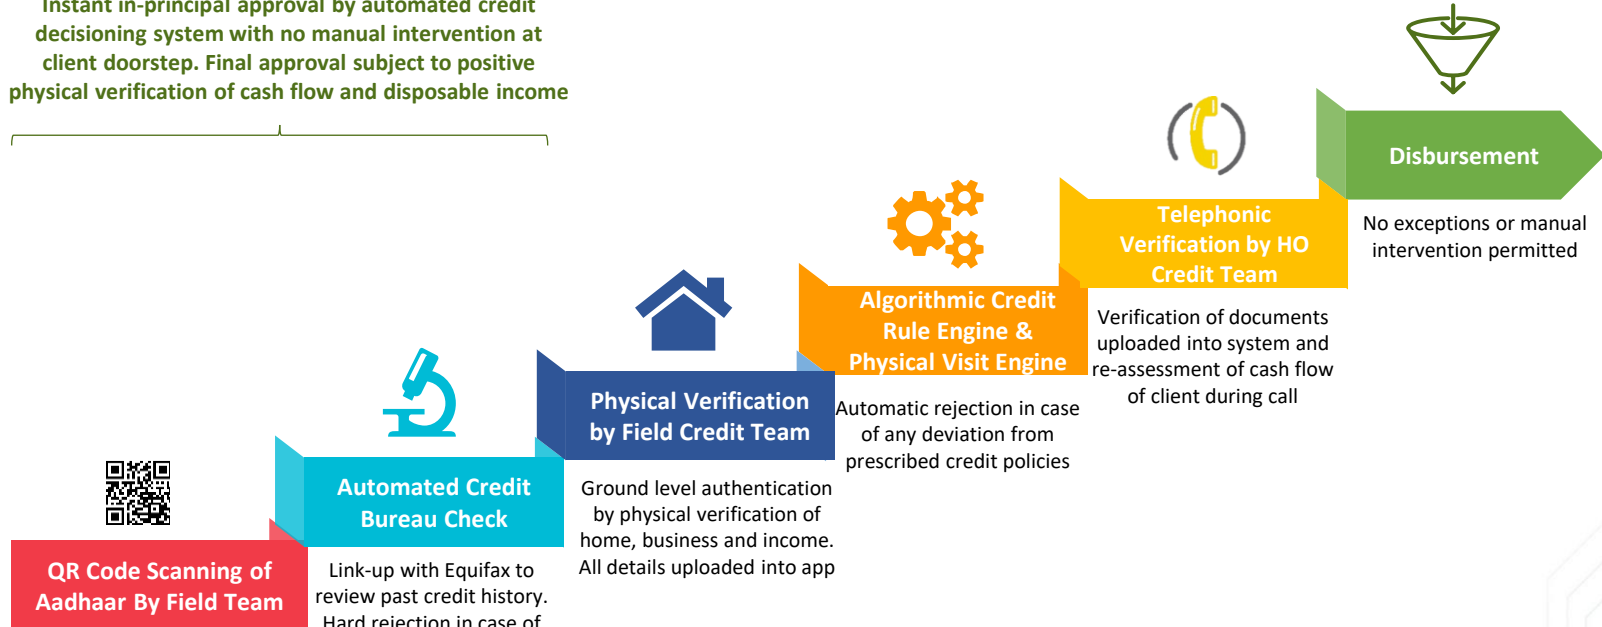 Instant in-principal approval by automated credit
decisioning system with no manual intervention at
client doorstep. Final approval subject to positive
physical verification of cash flow and disposable income
Disbursement
No exceptions or manual
intervention permitted
Telephonic
Verification by HO
Credit Team
Verification of documents
uploaded into system and
re-assessment of cash flow
of client during call
Algorithmic Credit
Rule Engine &
Physical Visit Engine
Automatic rejection in case
of any deviation from
prescribed credit policies
Physical Verification
by Field Credit Team
Ground level authentication
by physical verification of
home, business and income.
All details uploaded into app
Automated Credit
Bureau Check
Link-up with Equifax to
review past credit history.
Hard rejection in case of
QR Code Scanning of
Aadhaar By Field Team